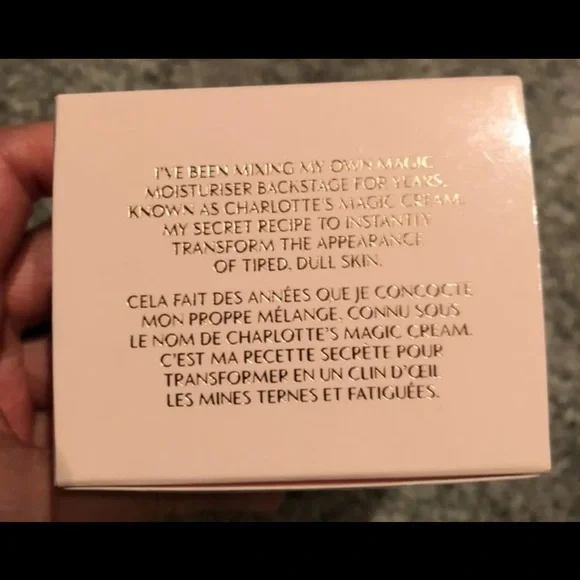 I'VE BEEN MIXING MY OWN MAGIC
MOISTURISER BACKSTAGE FOR YEARS,
KNOWN AS CHARLOTTE'S MAGIC CREAM.
MY SECRET RECIPE TO INSTANTLY
TRANSFORM THE APPEARANCE
OF TIRED, DULL SKIN.
CELA FAIT DES ANNÉES QUE JE CONCOCTE
MON PROPRE MÉLANGE, CONNU SOUS
LE NOM DE CHARLOTTE'S MAGIC CREAM.
C'EST MA RECETTE SECRÈTE POUR
TRANSFORMER EN UN CLIN D'ŒIL
LES MINES TERNES ET FATIGUÉES.